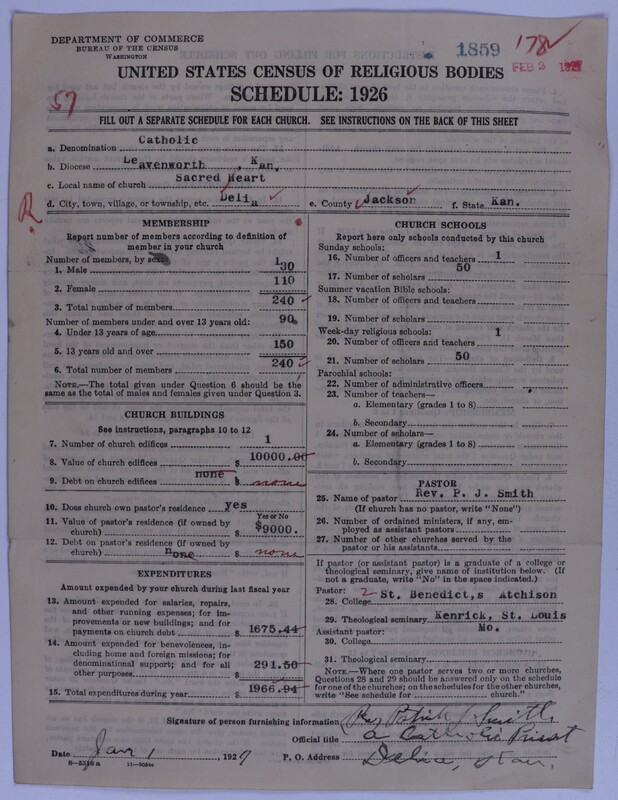 DEPARTMENT OF COMMERCE
BUREAU OF THE CENSUS
WASHINGTON
1859
178
FEB 3 1927
UNITED STATES CENSUS OF RELIGIOUS BODIES
SCHEDULE: 1926
57
FILL OUT A SEPARATE SCHEDULE FOR EACH CHURCH. SEE INSTRUCTIONS ON THE BACK OF THIS SHEET
a. Denomination Catholic
b. Diocese Leavenworth , Kan.
c. Local name of church Sacred Heart
d. City, town, village, or township, etc. Delia e. County Jackson f. State Kan.
R
MEMBERSHIP
Report number of members according to definition of
member in your church
Number of members, by sex:
1. Male 130
2. Female 110
3. Total number of members 240
Number of members under and over 13 years old:
4. Under 13 years of age 90
5. 13 years old and over 150
6. Total number of members 240
NOTE.—The total given under Question 6 should be the
same as the total of males and females given under Question 3.
CHURCH BUILDINGS
See instructions, paragraphs 10 to 12
7. Number of church edifices 1
8. Value of church edifices $ 10000.00
9. Debt on church edifices none $ none
10. Does church own pastor's residence yes
Yes or No
11. Value of pastor's residence (if owned by
church) $ $9000.
12. Debt on pastor's residence (if owned by
church) none $ none
EXPENDITURES
Amount expended by your church during last fiscal year
13. Amount expended for salaries, repairs,
and other running expenses; for im-
provements or new buildings; and for
payments on church debt $ 1675.44
14. Amount expended for benevolences, in-
cluding home and foreign missions; for
denominational support; and for all
other purposes $ 291.50
15. Total expenditures during year $ 1966.94
CHURCH SCHOOLS
Report here only schools conducted by this church
Sunday schools:
16. Number of officers and teachers 1
17. Number of scholars 50
Summer vacation Bible schools:
18. Number of officers and teachers
19. Number of scholars
Week-day religious schools:
20. Number of officers and teachers 1
21. Number of scholars 50
Parochial schools:
22. Number of administrative officers
23. Number of teachers—
a. Elementary (grades 1 to 8)
b. Secondary
24. Number of scholars—
a. Elementary (grades 1 to 8)
b. Secondary
PASTOR
25. Name of pastor Rev. P. J. Smith
(If church has no pastor, write "None")
26. Number of ordained ministers, if any, em-
ployed as assistant pastors
27. Number of other churches served by the
pastor or his assistants
If pastor (or assistant pastor) is a graduate of a college or
theological seminary, give name of institution below. (If
not a graduate, write "No" in the space indicated.)
Pastor:
28. College 2 St. Benedict,s Atchison
29. Theological seminary Kenrick, St. Louis
Mo.
Assistant pastor:
30. College
31. Theological seminary
NOTE.—Where one pastor serves two or more churches,
Questions 28 and 29 should be answered only on the schedule
for one of the churches; on the schedules for the other churches,
write "See schedule for church."
Signature of person furnishing information Rev Patrick J. Smith
Official title a Catholic Priest
Date Jan 1 , 1927 P. O. Address Delia, Kan.
8—5318 a